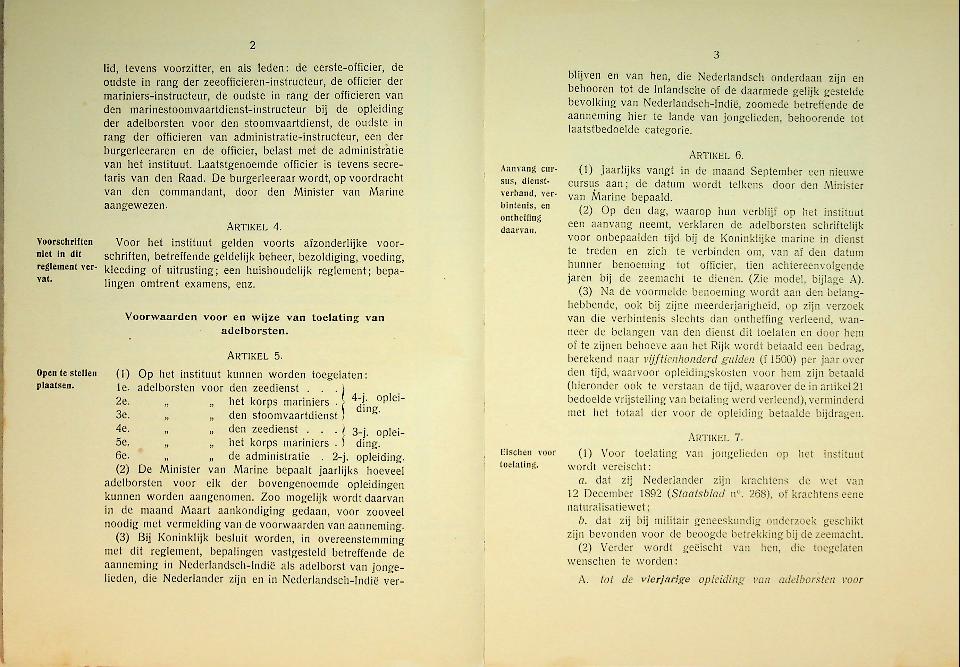 2
lid, tevens voorzitter, en als leden: de eerste-officier, de
oudste in rang der zeeofficieren-instructeur, de officier der
mariniers-instructeur, de oudste in rang der officieren van
den marinestoomvaartdienst-instructeur bij de opleiding
der adelborsten voor den stoomvaartdienst, de oudste in
rang der officieren van administratie-instructeur, een der
burgerleeraren en de officier, belast met de administratie
van het instituut. Laatstgenoemde officier is tevens secre-
taris van den Raad. De burgerleeraar wordt, op voordracht
van den commandant, door den Minister van Marine
aangewezen.
ARTIKEL 4.
Voorschriften
niet in dit
reglement ver-
vat.
Voor het instituut gelden voorts afzonderlijke voor-
schriften, betreffende geldelijk beheer, bezoldiging, voeding,
kleeding of uitrusting; een huishoudelijk reglement; bepa-
lingen omtrent examens, enz.
Voorwaarden voor en wijze van toelating van
adelborsten.
ARTIKEL 5.
Open te stellen
plaatsen.
(1) Op het instituut kunnen worden toegelaten:
1e. adelborsten voor den zeedienst . . . } 4-j. oplei-
2e. „ „ het korps mariniers . } ding.
3e. „ „ den stoomvaartdienst }
4e. „ „ den zeedienst . . . } 3-j. oplei-
5e. „ „ het korps mariniers . } ding.
6e. „ „ de administratie . 2-j. opleiding.
(2) De Minister van Marine bepaalt jaarlijks hoeveel
adelborsten voor elk der bovengenoemde opleidingen
kunnen worden aangenomen. Zoo mogelijk wordt daarvan
in de maand Maart aankondiging gedaan, voor zooveel
noodig met vermelding van de voorwaarden van aanneming.
(3) Bij Koninklijk besluit worden, in overeenstemming
met dit reglement, bepalingen vastgesteld betreffende de
aanneming in Nederlandsch-Indië als adelborst van jonge-
lieden, die Nederlander zijn en in Nederlandsch-Indië ver-
3
blijven en van hen, die Nederlandsch onderdaan zijn en
behooren tot de Inlandsche of de daarmede gelijk gestelde
bevolking van Nederlandsch-Indië, zoomede betreffende de
aanneming hier te lande van jongelieden, behoorende tot
laatstbedoelde categorie.
ARTIKEL 6.
Aanvang cur-
sus, dienst-
verband, ver-
bintenis, en
ontheffing
daarvan.
(1) Jaarlijks vangt in de maand September een nieuwe
cursus aan; de datum wordt telkens door den Minister
van Marine bepaald.
(2) Op den dag, waarop hun verblijf op het instituut
een aanvang neemt, verklaren de adelborsten schriftelijk
voor onbepaalden tijd bij de Koninklijke marine in dienst
te treden en zich te verbinden om, van af den datum
hunner benoeming tot officier, tien achtereenvolgende
jaren bij de zeemacht te dienen. (Zie model, bijlage A).
(3) Na de voormelde benoeming wordt aan den belang-
hebbende, ook bij zijne meerderjarigheid, op zijn verzoek
van die verbintenis slechts dan ontheffing verleend, wan-
neer de belangen van den dienst dit toelaten en door hem
of te zijnen behoeve aan het Rijk wordt betaald een bedrag,
berekend naar vijftienhonderd gulden (f 1500) per jaar over
den tijd, waarvoor opleidingskosten voor hem zijn betaald
(hieronder ook te verstaan de tijd, waarover de in artikel 21
bedoelde vrijstelling van betaling werd verleend), verminderd
met het totaal der voor de opleiding betaalde bijdragen.
ARTIKEL 7.
Eischen voor
toelating.
(1) Voor toelating van jongelieden op het instituut
wordt vereischt:
a. dat zij Nederlander zijn krachtens de wet van
12 December 1892 (Staatsblad n°. 268), of krachtens eene
naturalisatiewet;
b. dat zij bij militair geneeskundig onderzoek geschikt
zijn bevonden voor de beoogde betrekking bij de zeemacht.
(2) Verder wordt geëischt van hen, die toegelaten
wenschen te worden:
A. tot de vierjarige opleiding van adelborsten voor